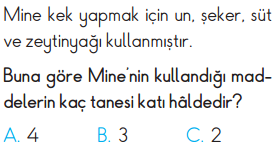 Mine kek yapmak için un, şeker, süt
ve zeytinyağı kullanmıştır.
Buna göre Mine'nin kullandığı mad-
delerin kaç tanesi katı hâldedir?
A. 4 B. 3 C. 2